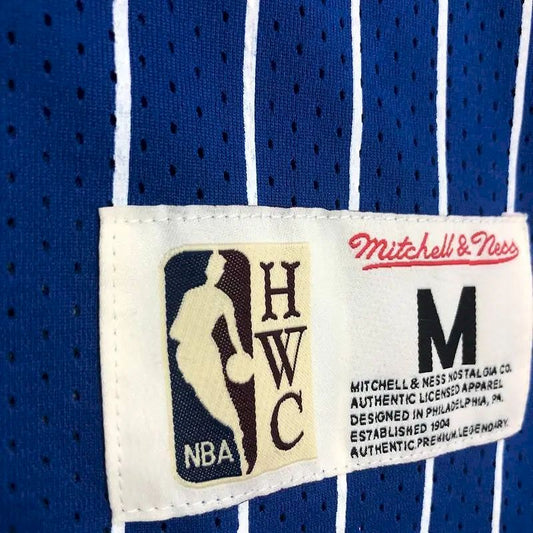 NBA
HWC
Mitchell & Ness
M
MITCHELL & NESS NOSTALGIA CO.
AUTHENTIC LICENSED APPAREL
DESIGNED IN PHILADELPHIA, PA.
ESTABLISHED 1904
AUTHENTIC.PREMIUM.LEGENDARY.